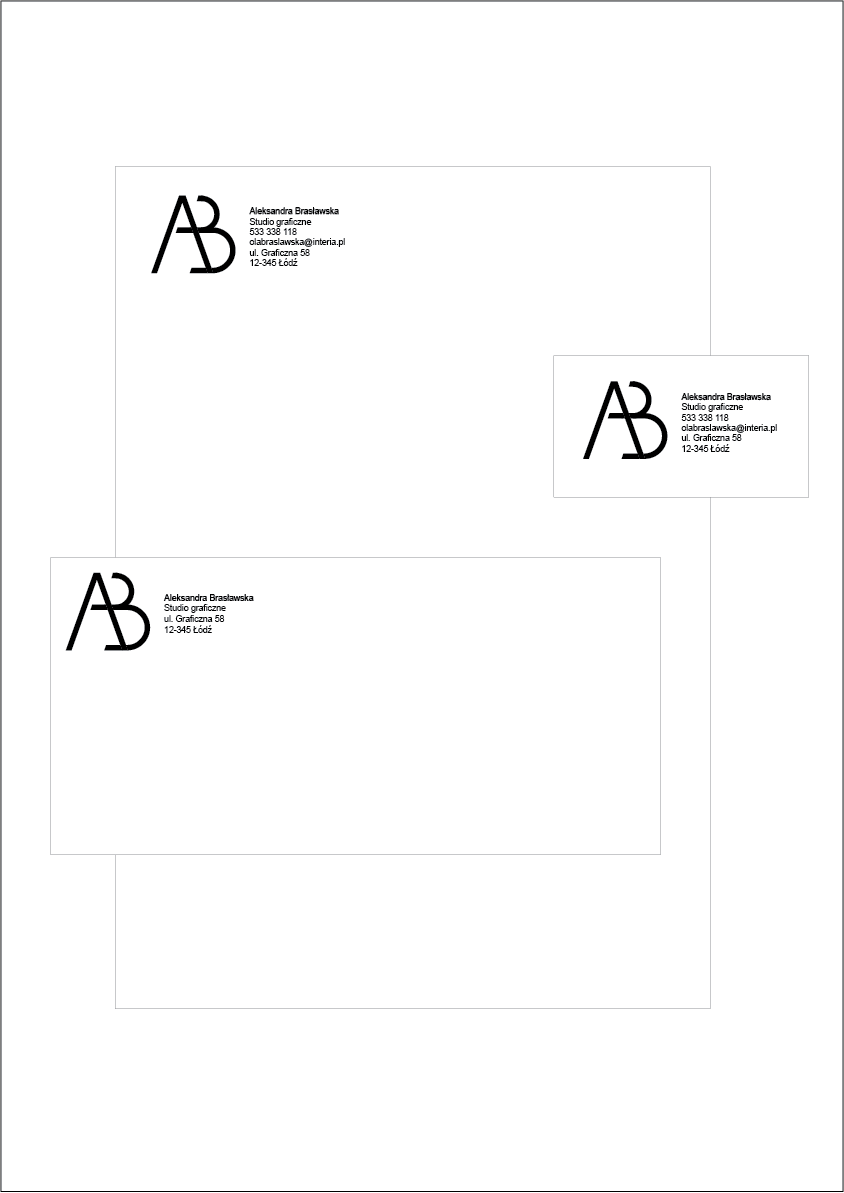 AB
Aleksandra Brasławska
Studio graficzne
533 338 118
olabraslawska@interia.pl
ul. Graficzna 58
12-345 Łódź
AB
Aleksandra Brasławska
Studio graficzne
533 338 118
olabraslawska@interia.pl
ul. Graficzna 58
12-345 Łódź
AB
Aleksandra Brasławska
Studio graficzne
ul. Graficzna 58
12-345 Łódź